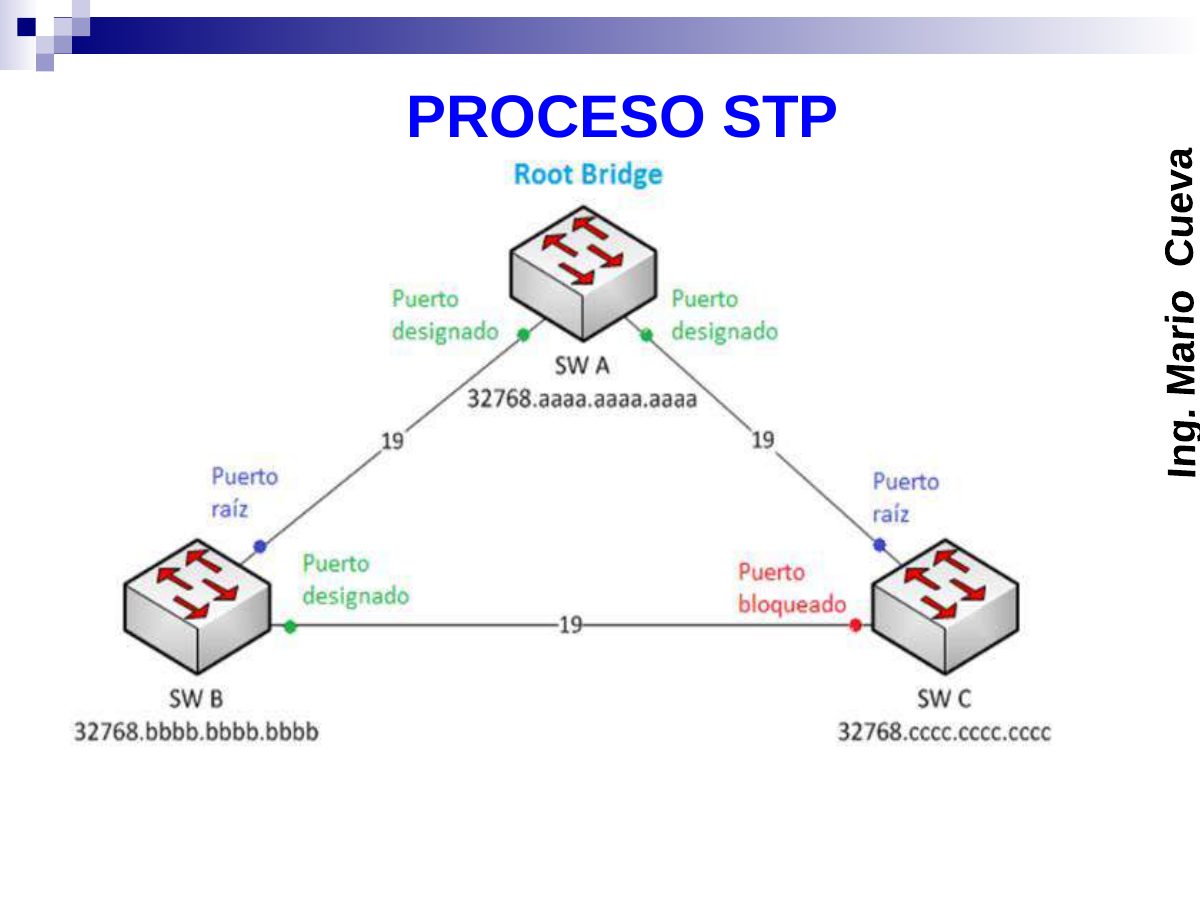 PROCESO STP
Root Bridge
Puerto
designado
Puerto
designado
SW A
32768.aaaa.aaaa.aaaa
19
19
Puerto
raíz
Puerto
raíz
Puerto
designado
Puerto
bloqueado
19
SW B
32768.bbbb.bbbb.bbbb
SW C
32768.cccc.cccc.cccc
Ing. Mario Cueva